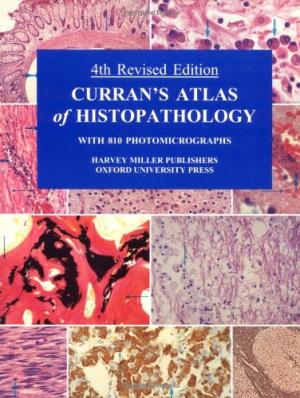 4th Revised Edition
CURRAN'S ATLAS
of HISTOPATHOLOGY
WITH 810 PHOTOMICROGRAPHS
HARVEY MILLER PUBLISHERS
OXFORD UNIVERSITY PRESS